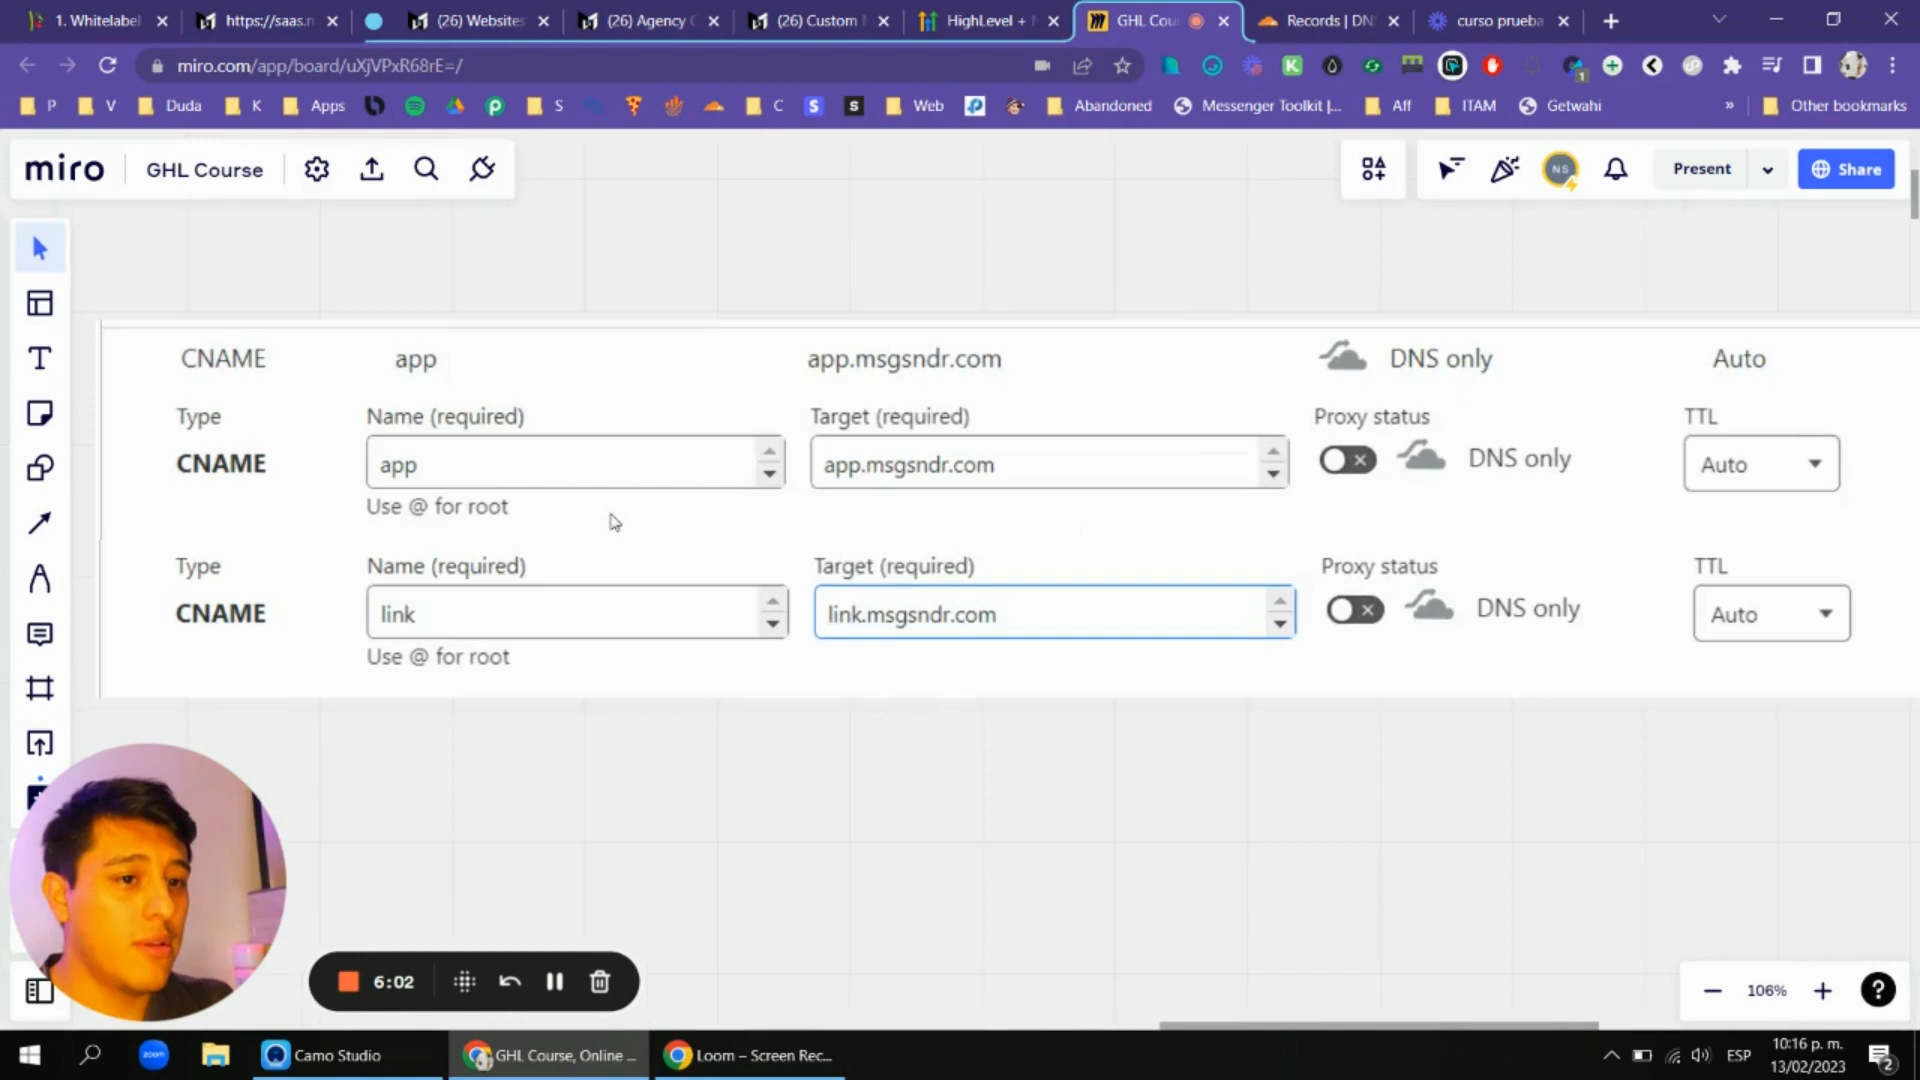 1. Whitelabel
https://saas.n
(26) Websites
(26) Agency C
(26) Custom
HighLevel +
GHL Cou
Records | DN
curso prueba
miro.com/app/board/uXjVPxR68rE=/
P
V
Duda
K
Apps
S
C
Web
Abandoned
Messenger Toolkit |...
Aff
ITAM
Getwahi
»
Other bookmarks
miro
GHL Course
NS
Present
Share
CNAME app app.msgsndr.com DNS only Auto
Type Name (required) Target (required) Proxy status TTL
CNAME app app.msgsndr.com DNS only Auto
Use @ for root
Type Name (required) Target (required) Proxy status TTL
CNAME link link.msgsndr.com DNS only Auto
Use @ for root
6:02
106%
?
zoom
Camo Studio
GHL Course, Online ...
Loom – Screen Rec...
ESP
10:16 p. m.
13/02/2023
2